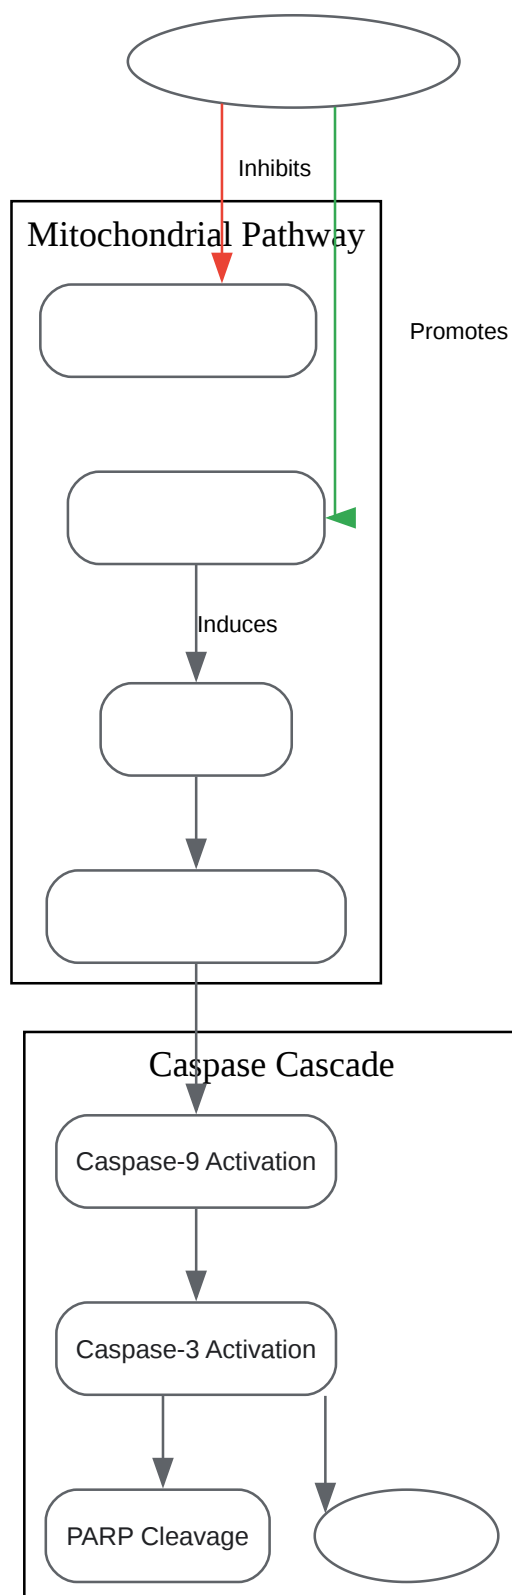 Inhibits
Mitochondrial Pathway
Promotes
Induces
Caspase Cascade
Caspase-9 Activation
Caspase-3 Activation
PARP Cleavage